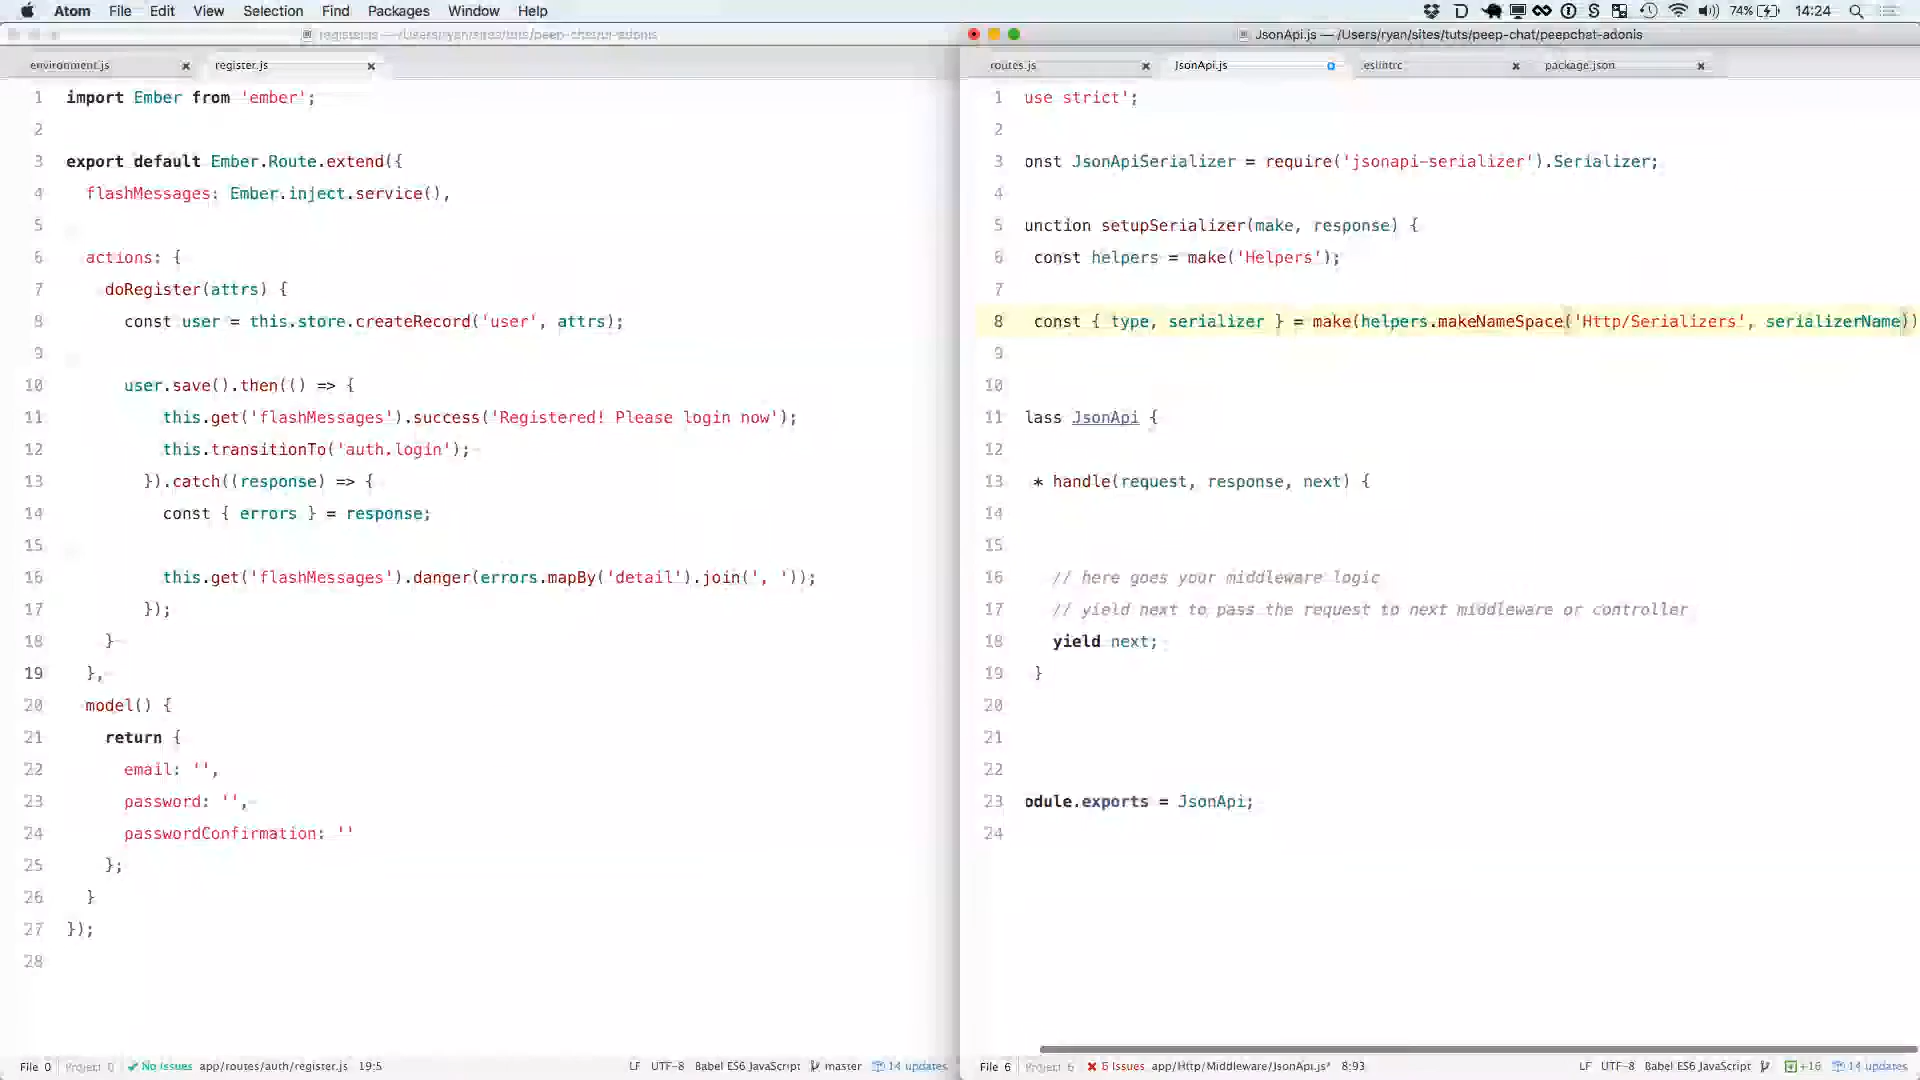 Atom File Edit View Selection Find Packages Window Help 74% 14:24
register.js — /Users/ryan/sites/tuts/peep-chat/ui-adonis
environment.js register.js
1 import Ember from 'ember';
2
3 export default Ember.Route.extend({
4 flashMessages: Ember.inject.service(),
5
6 actions: {
7 doRegister(attrs) {
8 const user = this.store.createRecord('user', attrs);
9
10 user.save().then(() => {
11 this.get('flashMessages').success('Registered! Please login now');
12 this.transitionTo('auth.login');
13 }).catch((response) => {
14 const { errors } = response;
15
16 this.get('flashMessages').danger(errors.mapBy('detail').join(', '));
17 });
18 }
19 },
20 model() {
21 return {
22 email: '',
23 password: '',
24 passwordConfirmation: ''
25 };
26 }
27 });
28
File 0 Project 0 No Issues app/routes/auth/register.js 19:5 LF UTF-8 Babel ES6 JavaScript master 14 updates
JsonApi.js — /Users/ryan/sites/tuts/peep-chat/peepchat-adonis
routes.js JsonApi.js .eslintrc package.json
1 use strict';
2
3 onst JsonApiSerializer = require('jsonapi-serializer').Serializer;
4
5 unction setupSerializer(make, response) {
6 const helpers = make('Helpers');
7
8 const { type, serializer } = make(helpers.makeNameSpace('Http/Serializers', serializerName))
9
10
11 lass JsonApi {
12
13 * handle(request, response, next) {
14
15
16 // here goes your middleware logic
17 // yield next to pass the request to next middleware or controller
18 yield next;
19 }
20
21
22
23 odule.exports = JsonApi;
24
File 6 Project 6 6 Issues app/Http/Middleware/JsonApi.js* 8:93 LF UTF-8 Babel ES6 JavaScript +16 14 updates